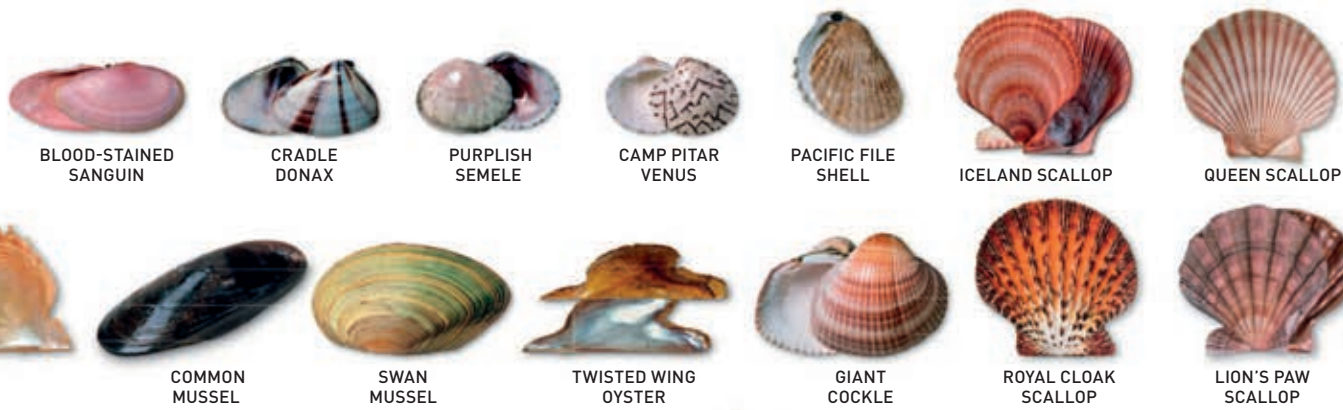 BLOOD-STAINED
SANGUIN
CRADLE
DONAX
PURPLISH
SEMELE
CAMP PITAR
VENUS
PACIFIC FILE
SHELL
ICELAND SCALLOP
QUEEN SCALLOP
COMMON
MUSSEL
SWAN
MUSSEL
TWISTED WING
OYSTER
GIANT
COCKLE
ROYAL CLOAK
SCALLOP
LION'S PAW
SCALLOP